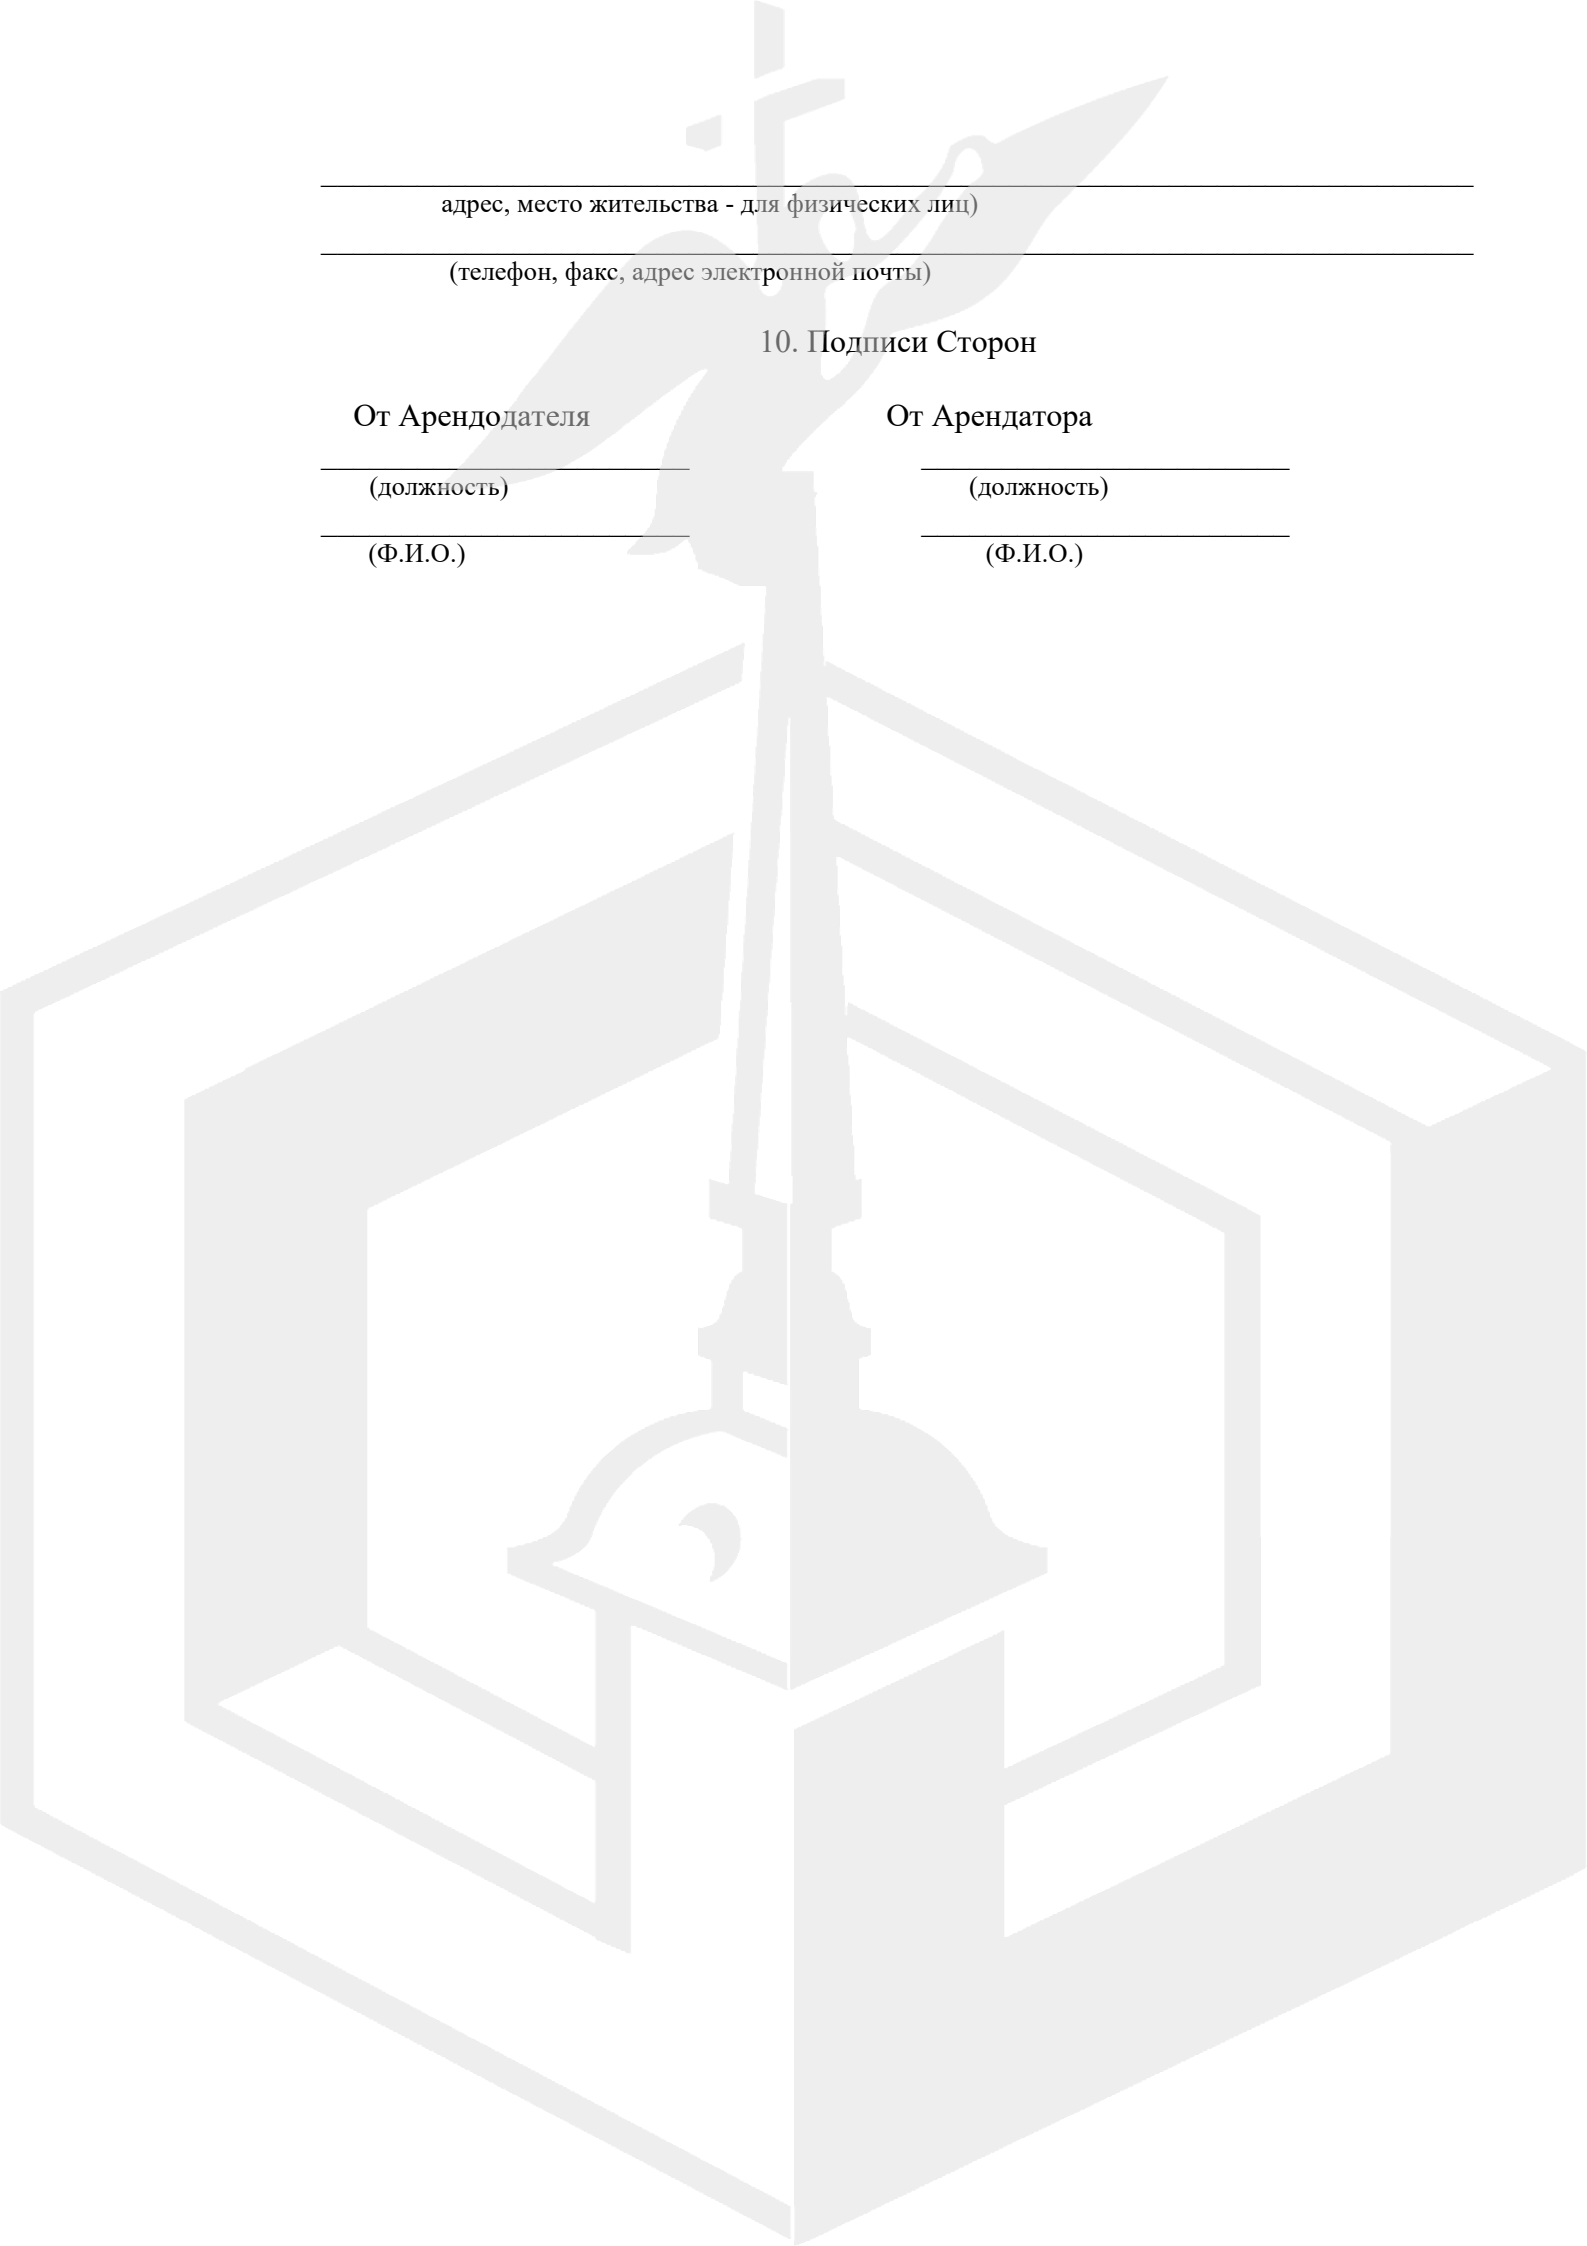 адрес, место жительства - для физических лиц)
(телефон, факс, адрес электронной почты)
10. Подписи Сторон
От Арендодателя От Арендатора
(должность) (должность)
(Ф.И.О.) (Ф.И.О.)